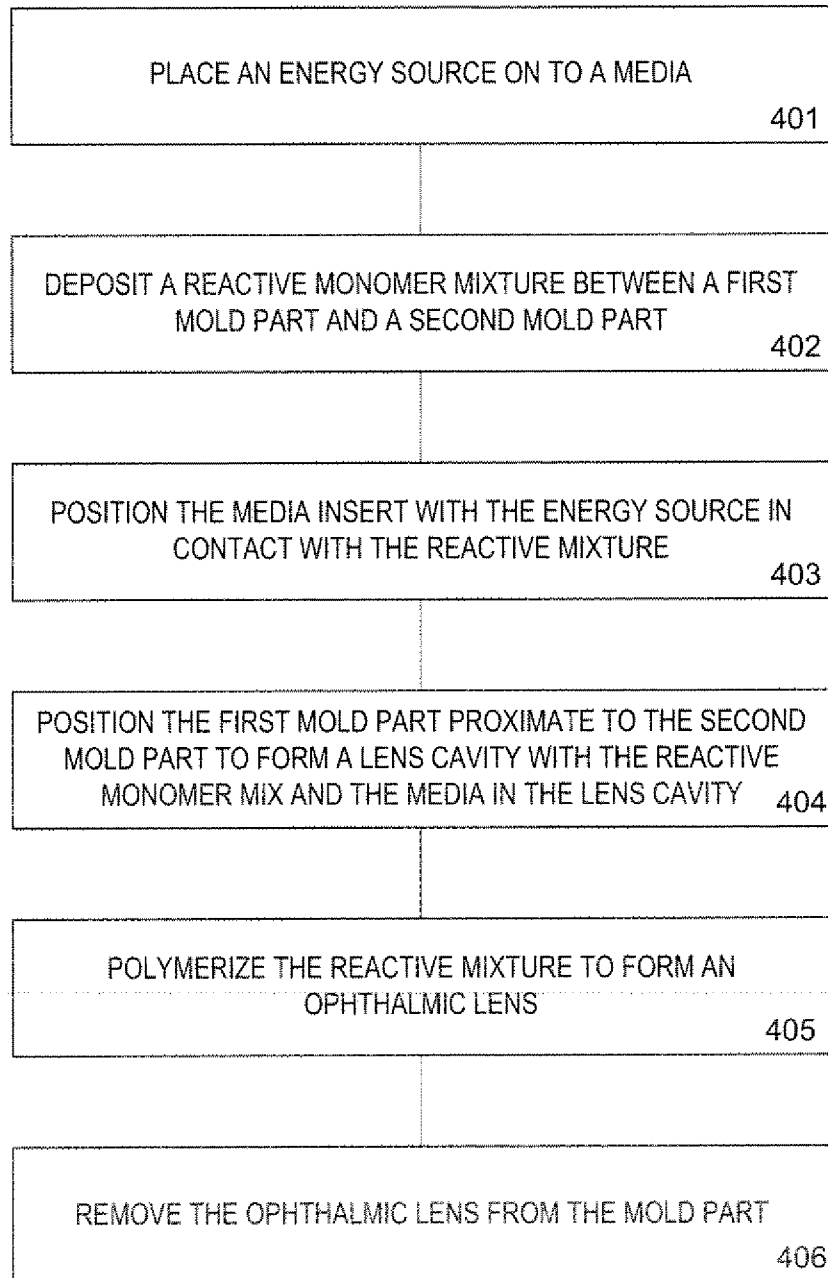 PLACE AN ENERGY SOURCE ON TO A MEDIA
401
DEPOSIT A REACTIVE MONOMER MIXTURE BETWEEN A FIRST
MOLD PART AND A SECOND MOLD PART
402
POSITION THE MEDIA INSERT WITH THE ENERGY SOURCE IN
CONTACT WITH THE REACTIVE MIXTURE
403
POSITION THE FIRST MOLD PART PROXIMATE TO THE SECOND
MOLD PART TO FORM A LENS CAVITY WITH THE REACTIVE
MONOMER MIX AND THE MEDIA IN THE LENS CAVITY
404
POLYMERIZE THE REACTIVE MIXTURE TO FORM AN
OPHTHALMIC LENS
405
REMOVE THE OPHTHALMIC LENS FROM THE MOLD PART
406